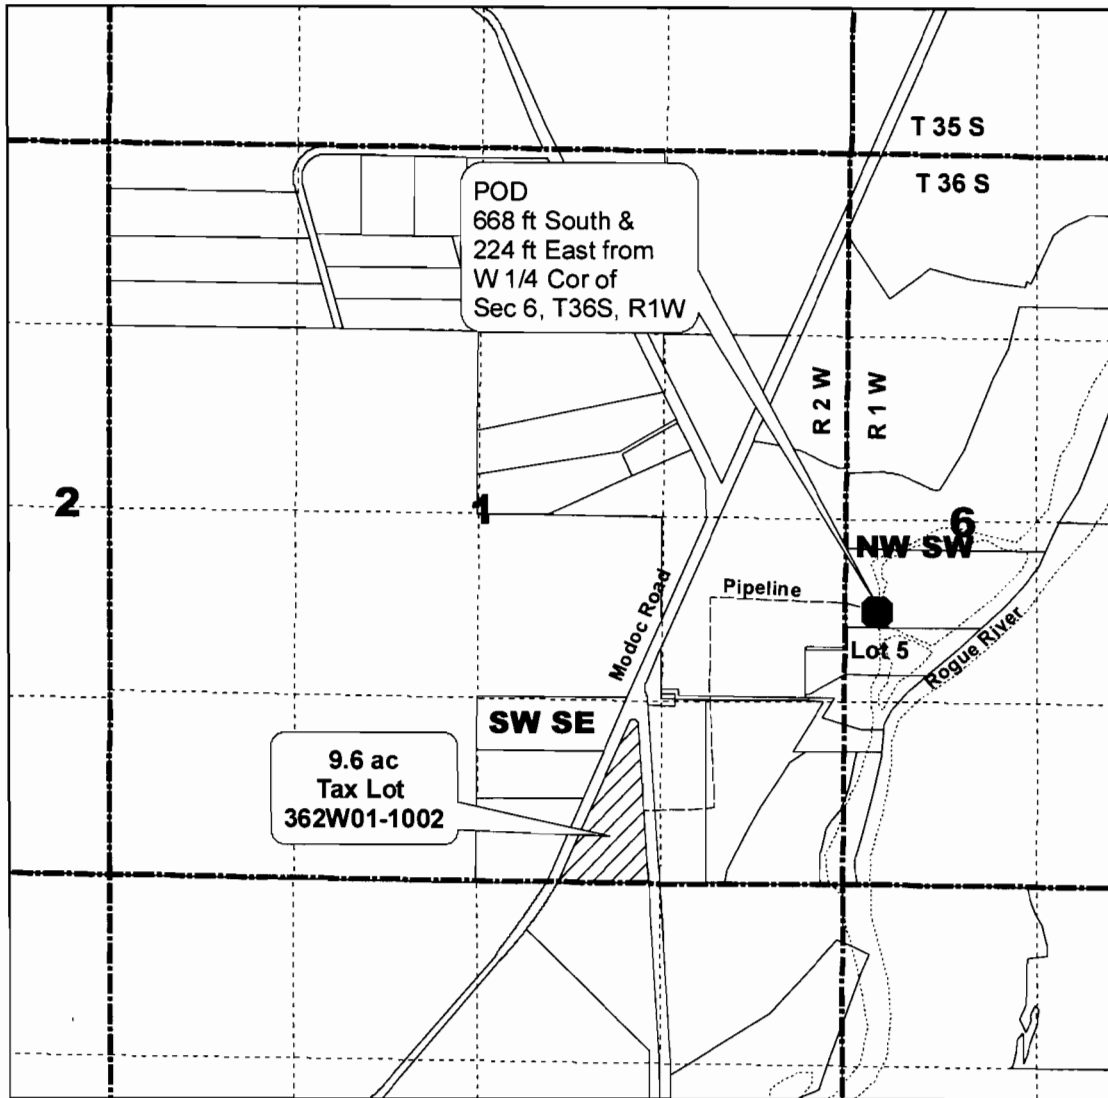 T 35 S
T 36 S
POD
668 ft South &
224 ft East from
W 1/4 Cor of
Sec 6, T36S, R1W
R 2 W
R 1 W
2
1
6
NW SW
Pipeline
Modoc Road
Lot 5
Rogue River
SW SE
9.6 ac
Tax Lot
362W01-1002